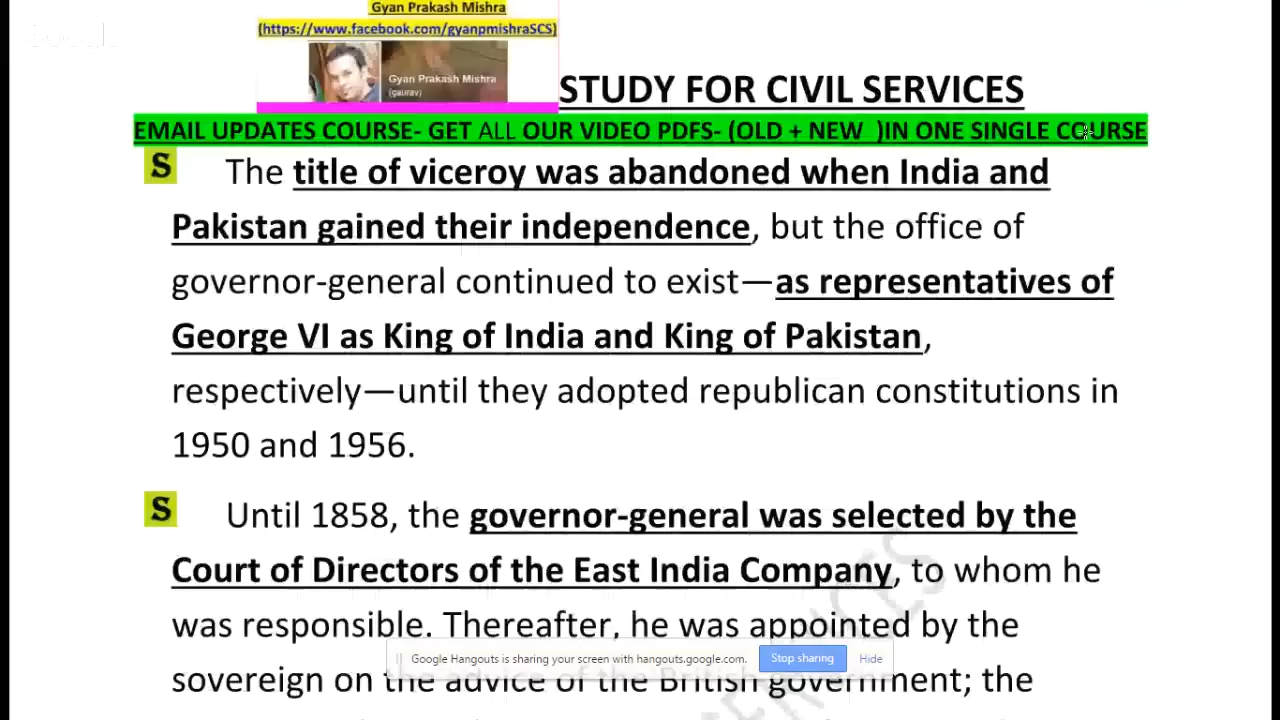 Gyan Prakash Mishra
(https://www.facebook.com/gyanpmishraSCS)
Gyan Prakash Mishra
(gaurav)
STUDY FOR CIVIL SERVICES
EMAIL UPDATES COURSE- GET ALL OUR VIDEO PDFS- (OLD + NEW )IN ONE SINGLE COURSE
S The title of viceroy was abandoned when India and
Pakistan gained their independence, but the office of
governor-general continued to exist—as representatives of
George VI as King of India and King of Pakistan,
respectively—until they adopted republican constitutions in
1950 and 1956.
S Until 1858, the governor-general was selected by the
Court of Directors of the East India Company, to whom he
was responsible. Thereafter, he was appointed by the
Google Hangouts is sharing your screen with hangouts.google.com. Stop sharing Hide
sovereign on the advice of the British government; the